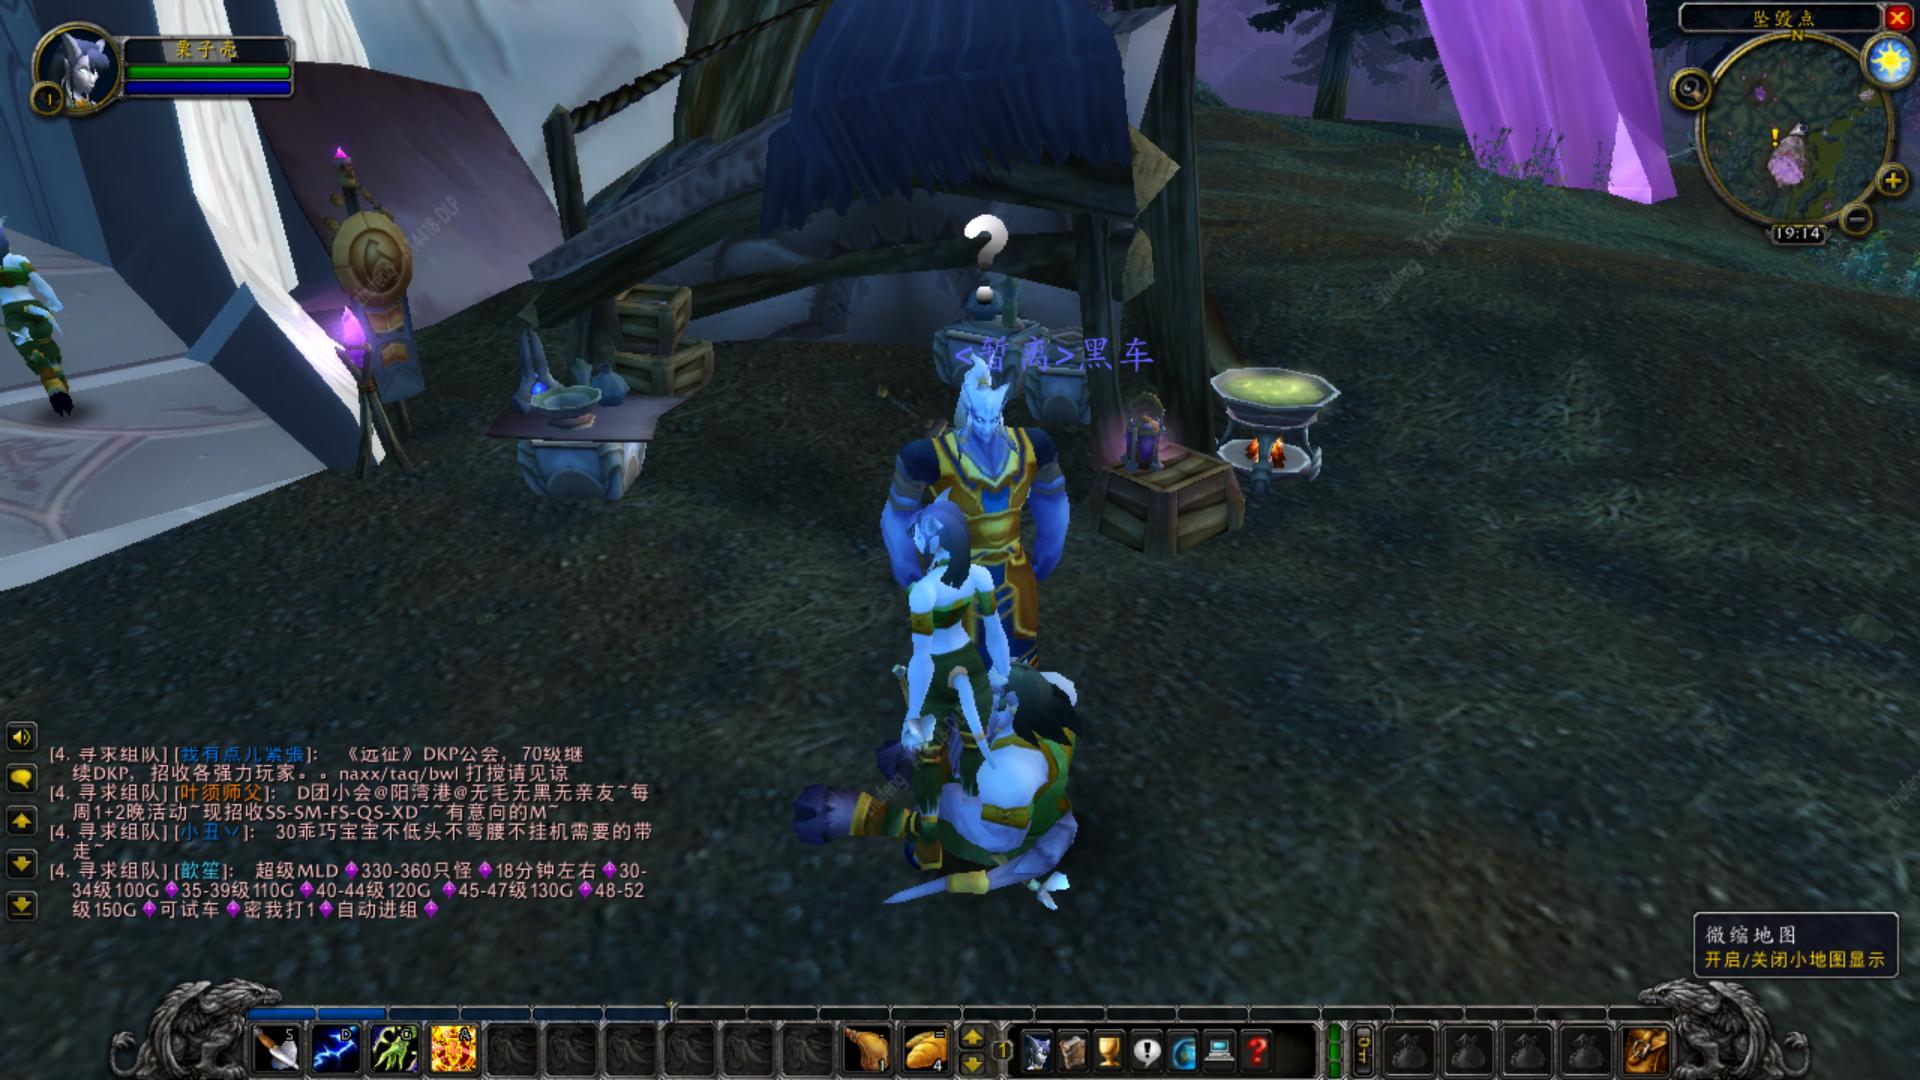 栗子壳
1
坠毁点
N
19:14
<暂离>黑车
[4. 寻求组队] [我有点儿紧張]: 《远征》DKP公会，70级继
续DKP，招收各强力玩家。。naxx/taq/bwl 打搅请见谅
[4. 寻求组队] [叶须师父]: D团小会@阳湾港@无毛无黑无亲友~每
周1+2晚活动~现招收SS-SM-FS-QS-XD~~有意向的M~
[4. 寻求组队] [小丑丷]: 30乖巧宝宝不低头不弯腰不挂机需要的带
走~
[4. 寻求组队] [歆笙]: 超级MLD 330-360只怪 18分钟左右 30-
34级100G 35-39级110G 40-44级120G 45-47级130G 48-52
级150G 可试车 密我打1 自动进组
微缩地图
开启/关闭小地图显示
S
D
A
1
=
4
1